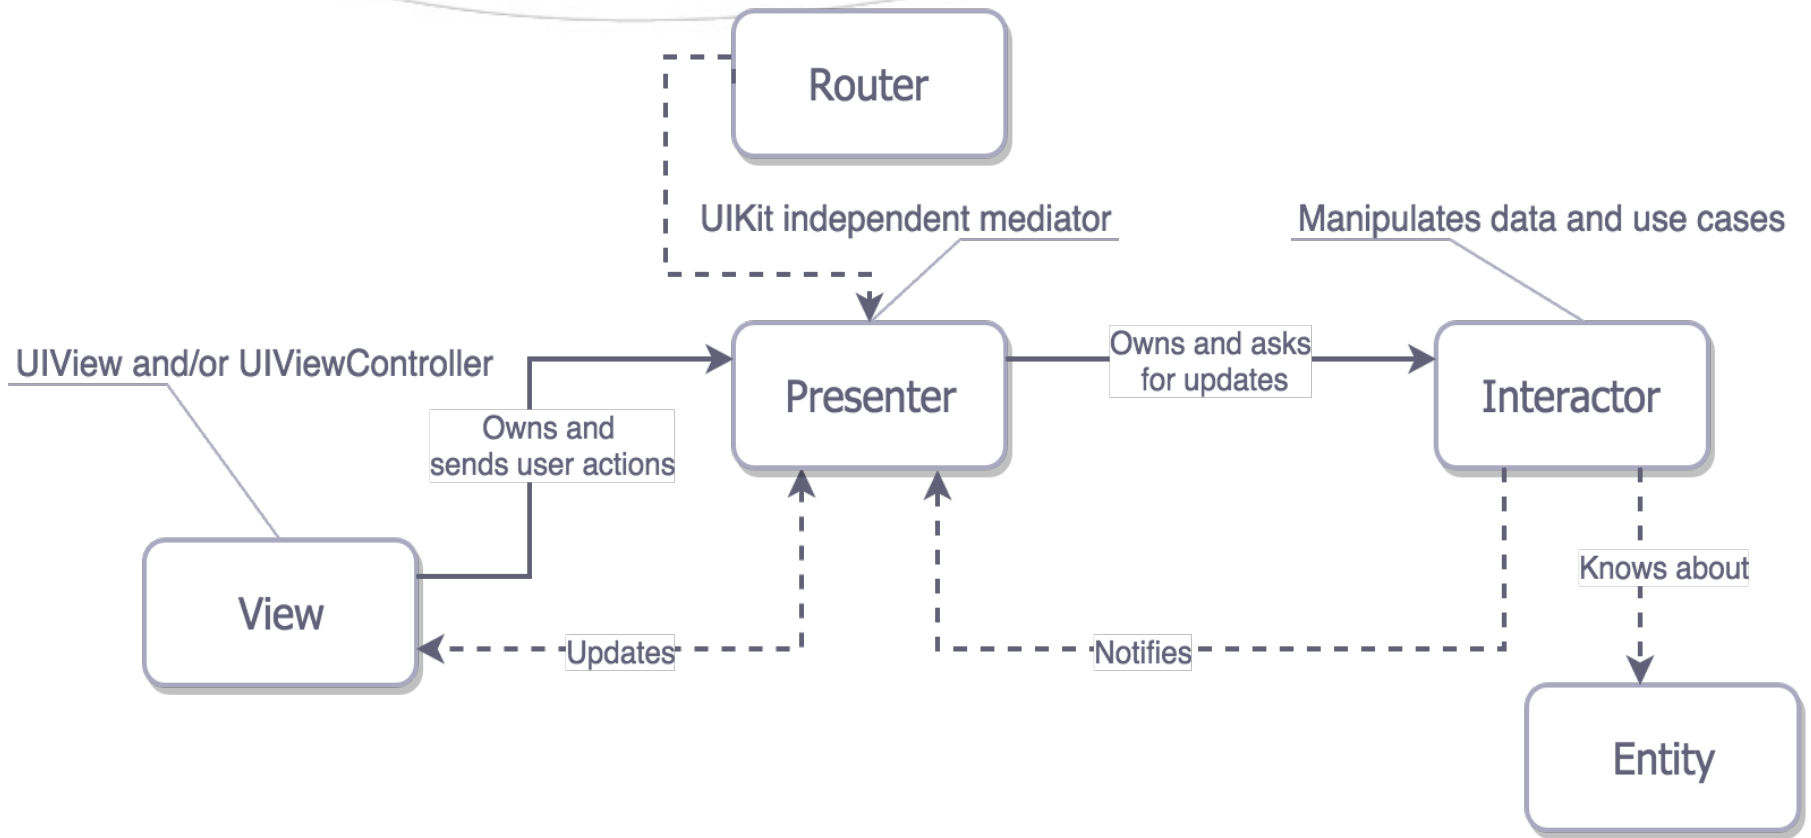 Router
UIKit independent mediator
Manipulates data and use cases
UIView and/or UIViewController
Owns and
sends user actions
Presenter
Owns and asks
for updates
Interactor
View
Updates
Notifies
Knows about
Entity